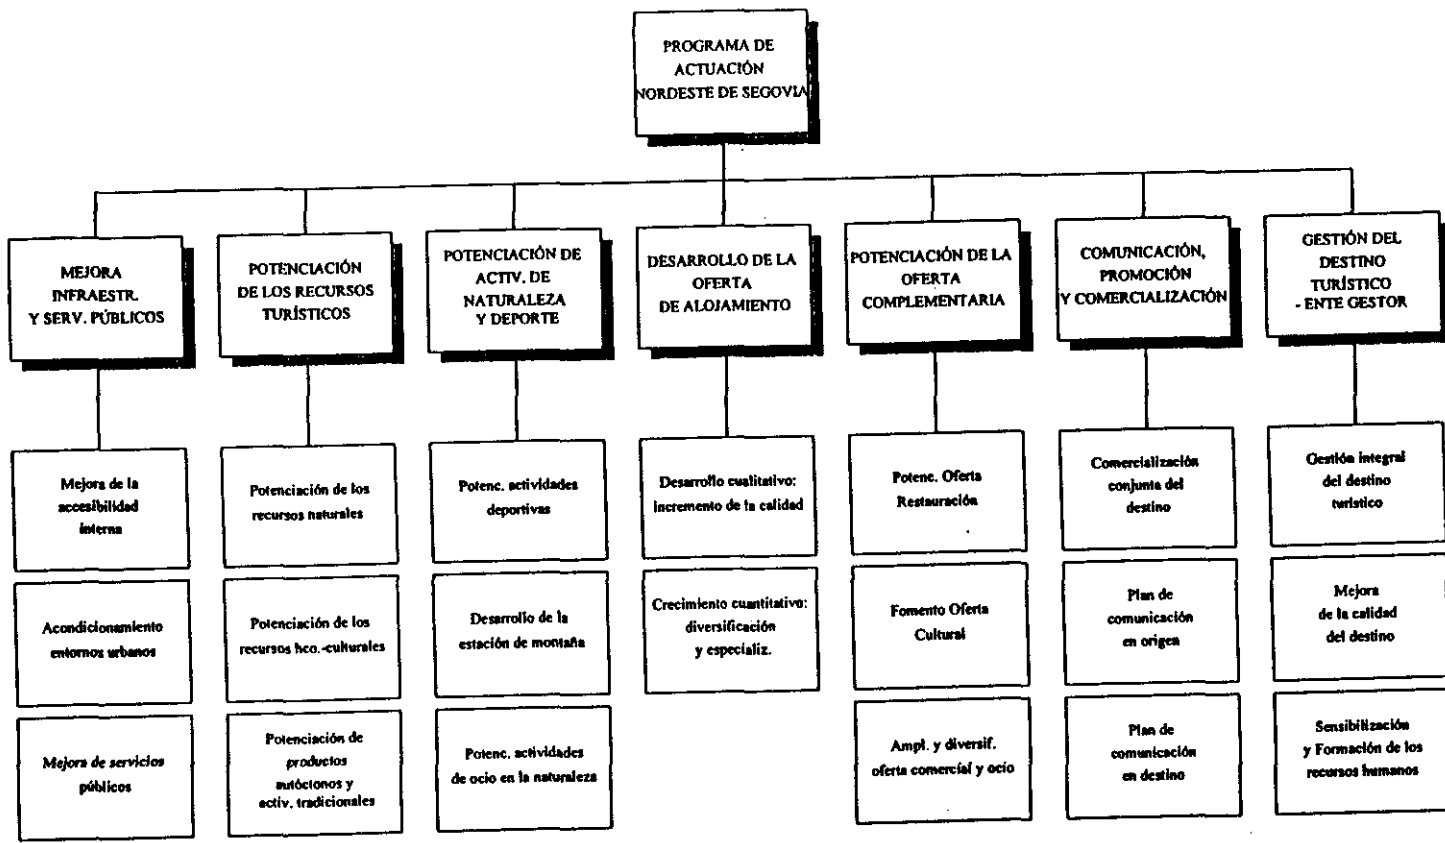 PROGRAMA DE
ACTUACIÓN
NORDESTE DE SEGOVIA
MEJORA
INFRAESTR.
Y SERV. PÚBLICOS
POTENCIACIÓN
DE LOS RECURSOS
TURÍSTICOS
POTENCIACIÓN DE
ACTIV. DE
NATURALEZA
Y DEPORTE
DESARROLLO DE LA
OFERTA
DE ALOJAMIENTO
POTENCIACIÓN DE LA
OFERTA
COMPLEMENTARIA
COMUNICACIÓN,
PROMOCIÓN
Y COMERCIALIZACIÓN
GESTIÓN DEL
DESTINO
TURÍSTICO
- ENTE GESTOR
Mejora de la
accesibilidad
interna
Potenciación de los
recursos naturales
Potenc. actividades
deportivas
Desarrollo cualitativo:
incremento de la calidad
Potenc. Oferta
Restauración
Comercialización
conjunta del
destino
Gestión integral
del destino
turístico
Acondicionamiento
entornos urbanos
Potenciación de los
recursos hco.-culturales
Desarrollo de la
estación de montaña
Crecimiento cuantitativo:
diversificación
y especializ.
Fomento Oferta
Cultural
Plan de
comunicación
en origen
Mejora
de la calidad
del destino
Mejora de servicios
públicos
Potenciación de
productos
autóctonos y
activ. tradicionales
Potenc. actividades
de ocio en la naturaleza
Ampl. y diversif.
oferta comercial y ocio
Plan de
comunicación
en destino
Sensibilización
y Formación de los
recursos humanos